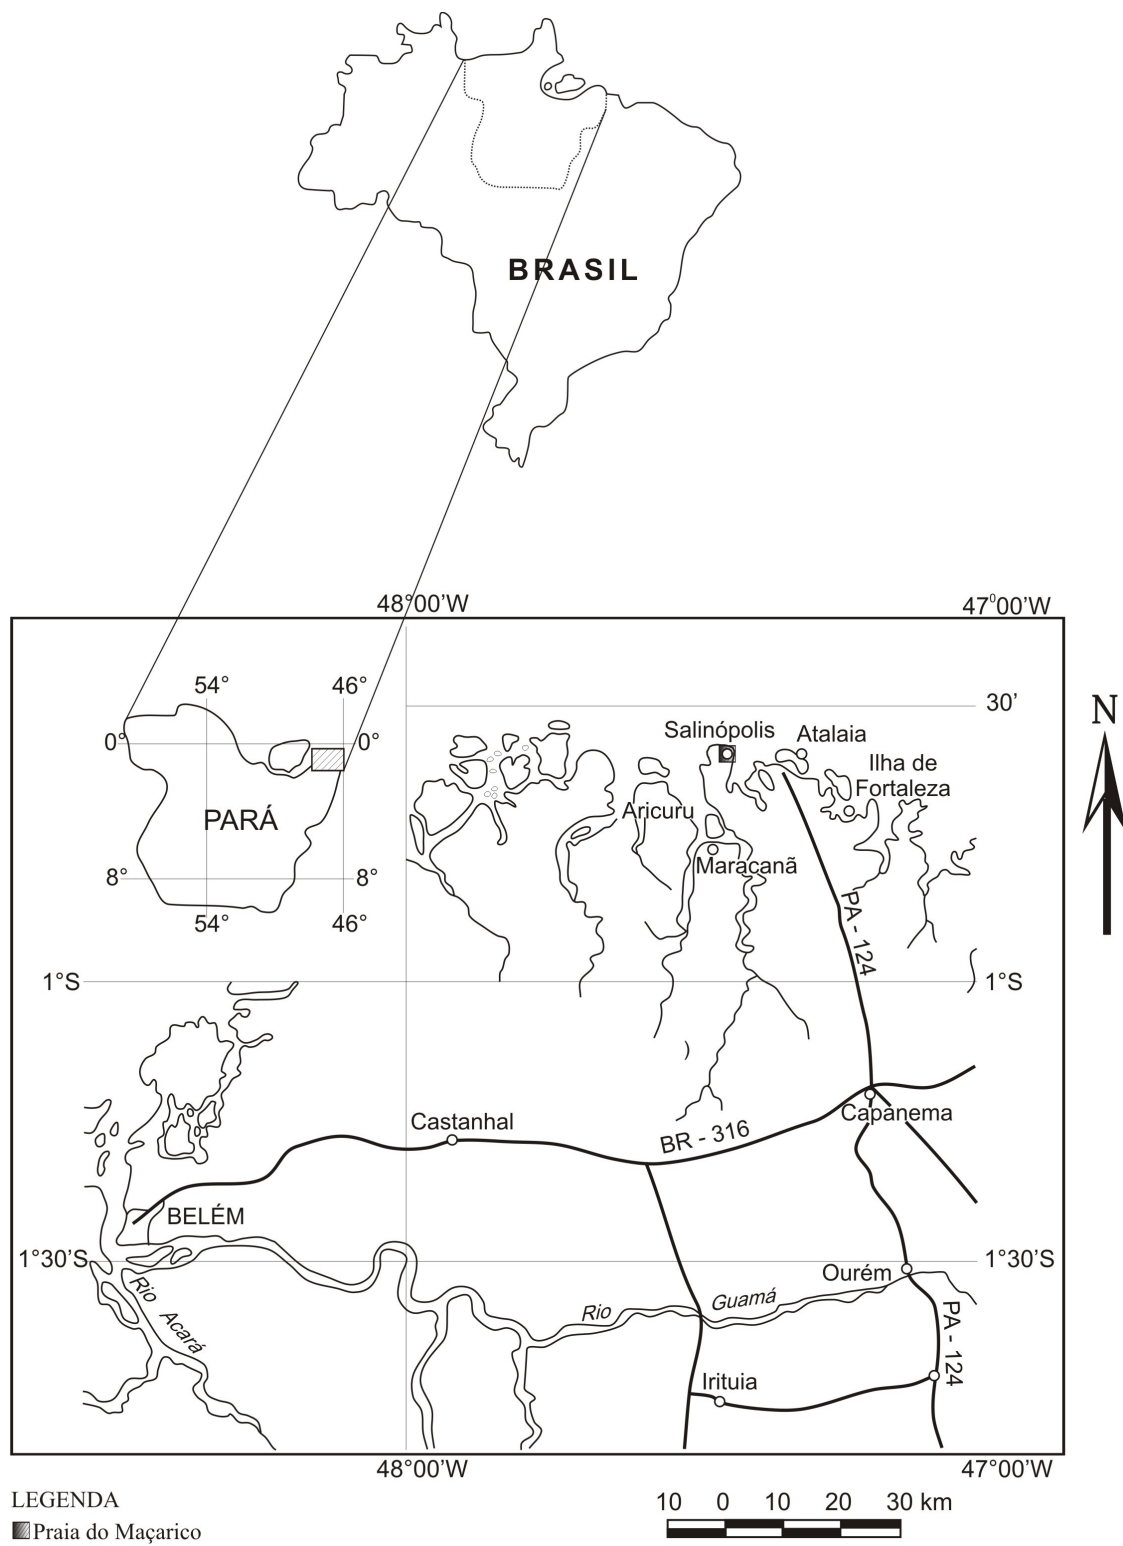 BRASIL
48°00'W
47⁰00'W
54°
46°
0°
0°
PARÁ
8°
8°
54°
46°
30'
Salinópolis
Atalaia
Ilha de
Fortaleza
Aricuru
Maracanã
N
PA - 124
1°S
1°S
Castanhal
BR - 316
Capanema
BELÉM
1°30'S
1°30'S
Ourém
Rio Acará
Rio Guamá
PA - 124
Irituia
48°00'W
47°00'W
LEGENDA
Praia do Maçarico
10 0 10 20 30 km